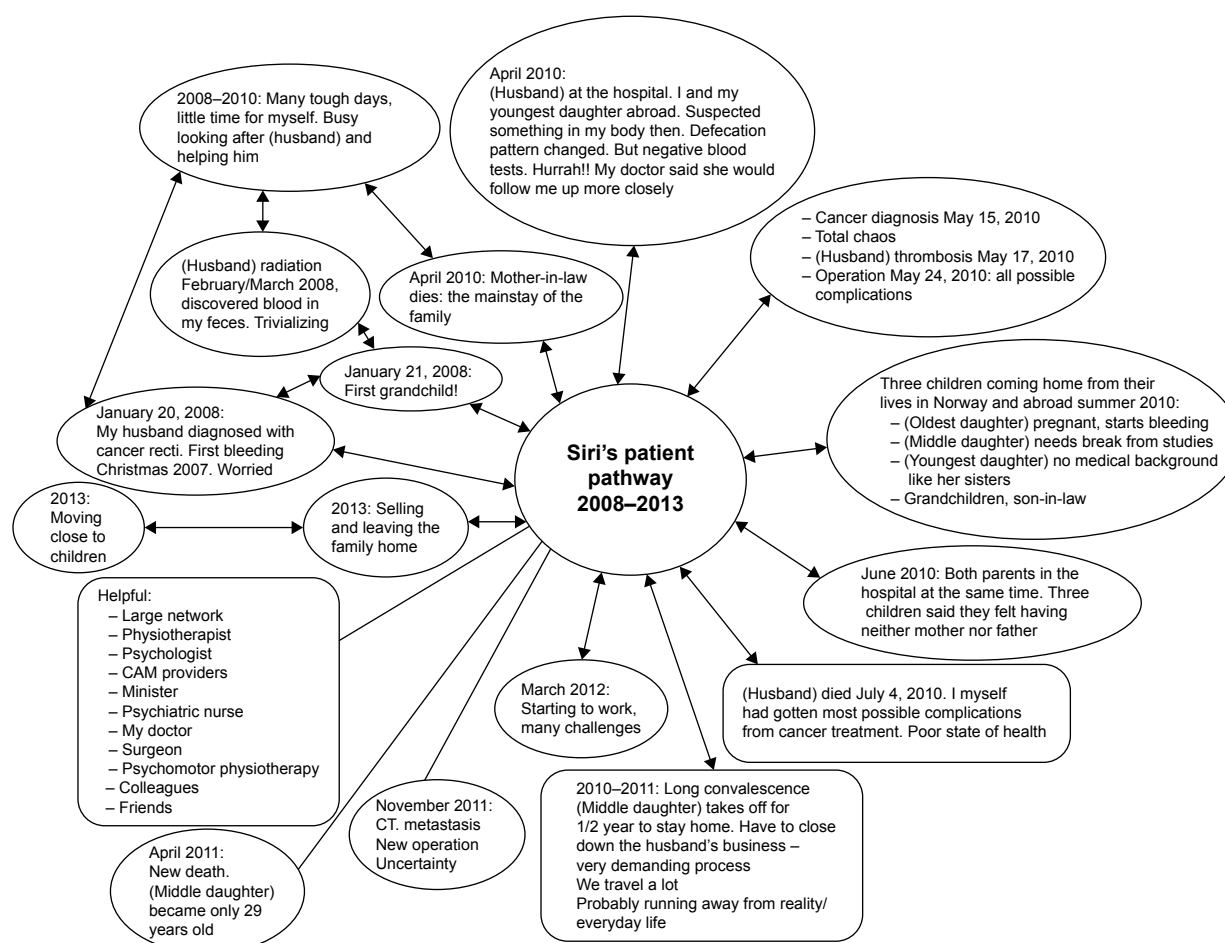 April 2010:
(Husband) at the hospital. I and my
youngest daughter abroad. Suspected
something in my body then. Defecation
pattern changed. But negative blood
tests. Hurrah!! My doctor said she would
follow me up more closely
2008–2010: Many tough days,
little time for myself. Busy
looking after (husband) and
helping him
– Cancer diagnosis May 15, 2010
– Total chaos
– (Husband) thrombosis May 17, 2010
– Operation May 24, 2010: all possible
complications
(Husband) radiation
February/March 2008,
discovered blood in
my feces. Trivializing
April 2010: Mother-in-law
dies: the mainstay of the
family
January 21, 2008:
First grandchild!
January 20, 2008:
My husband diagnosed with
cancer recti. First bleeding
Christmas 2007. Worried
Three children coming home from their
lives in Norway and abroad summer 2010:
– (Oldest daughter) pregnant, starts bleeding
– (Middle daughter) needs break from studies
– (Youngest daughter) no medical background
like her sisters
– Grandchildren, son-in-law
Siri's patient
pathway
2008–2013
2013:
Moving
close to
children
2013: Selling
and leaving the
family home
June 2010: Both parents in the
hospital at the same time. Three
children said they felt having
neither mother nor father
Helpful:
– Large network
– Physiotherapist
– Psychologist
– CAM providers
– Minister
– Psychiatric nurse
– My doctor
– Surgeon
– Psychomotor physiotherapy
– Colleagues
– Friends
March 2012:
Starting to work,
many challenges
(Husband) died July 4, 2010. I myself
had gotten most possible complications
from cancer treatment. Poor state of health
November 2011:
CT. metastasis
New operation
Uncertainty
2010–2011: Long convalescence
(Middle daughter) takes off for
1/2 year to stay home. Have to close
down the husband's business –
very demanding process
We travel a lot
Probably running away from reality/
everyday life
April 2011:
New death.
(Middle daughter)
became only 29
years old